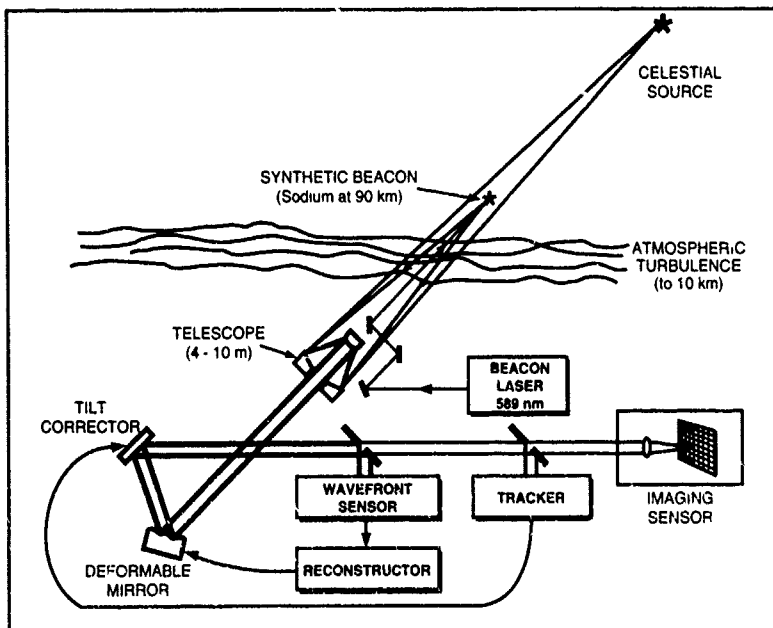 CELESTIAL
SOURCE
SYNTHETIC BEACON
(Sodium at 90 km)
ATMOSPHERIC
TURBULENCE
(to 10 km)
TELESCOPE
(4 - 10 m)
BEACON
LASER
589 nm
TILT
CORRECTOR
WAVEFRONT
SENSOR
TRACKER
IMAGING
SENSOR
RECONSTRUCTOR
DEFORMABLE
MIRROR